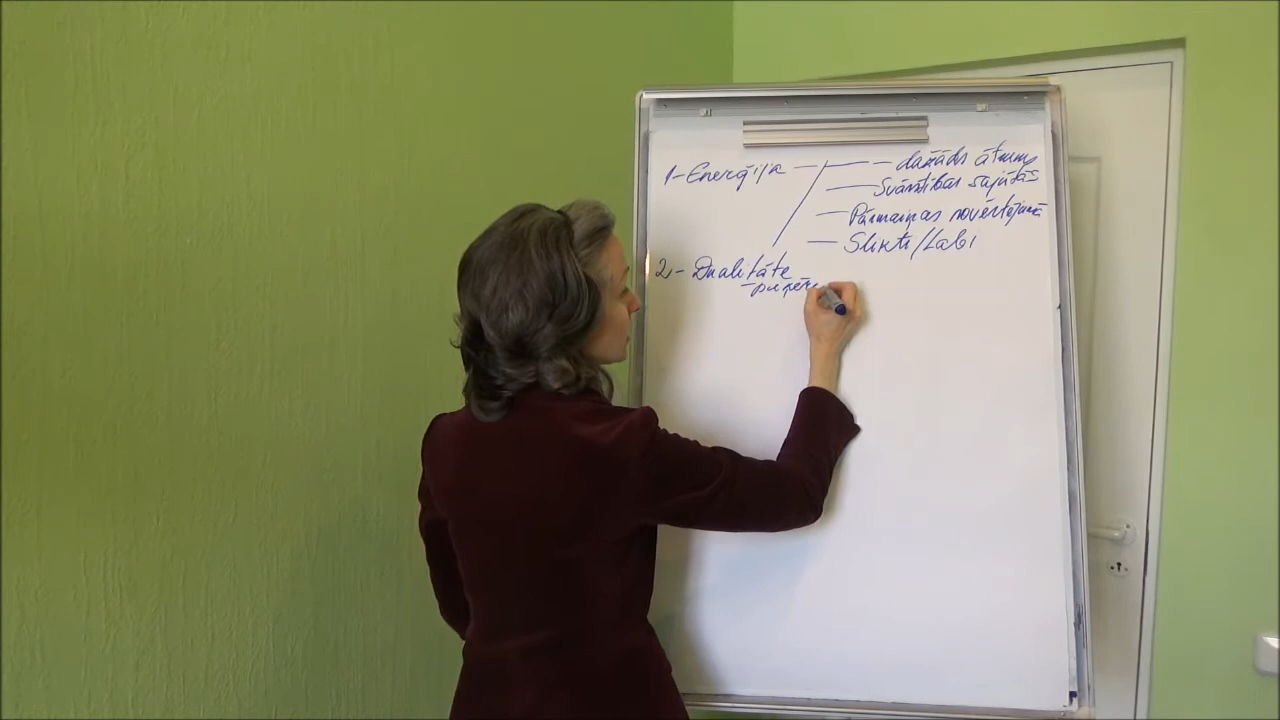 1-Enerģija — — dažāds ātrums
— Svārstības sajūtās
— Pārmaiņas novērtējumā
— Slikti/Labi
2-Dualitāte